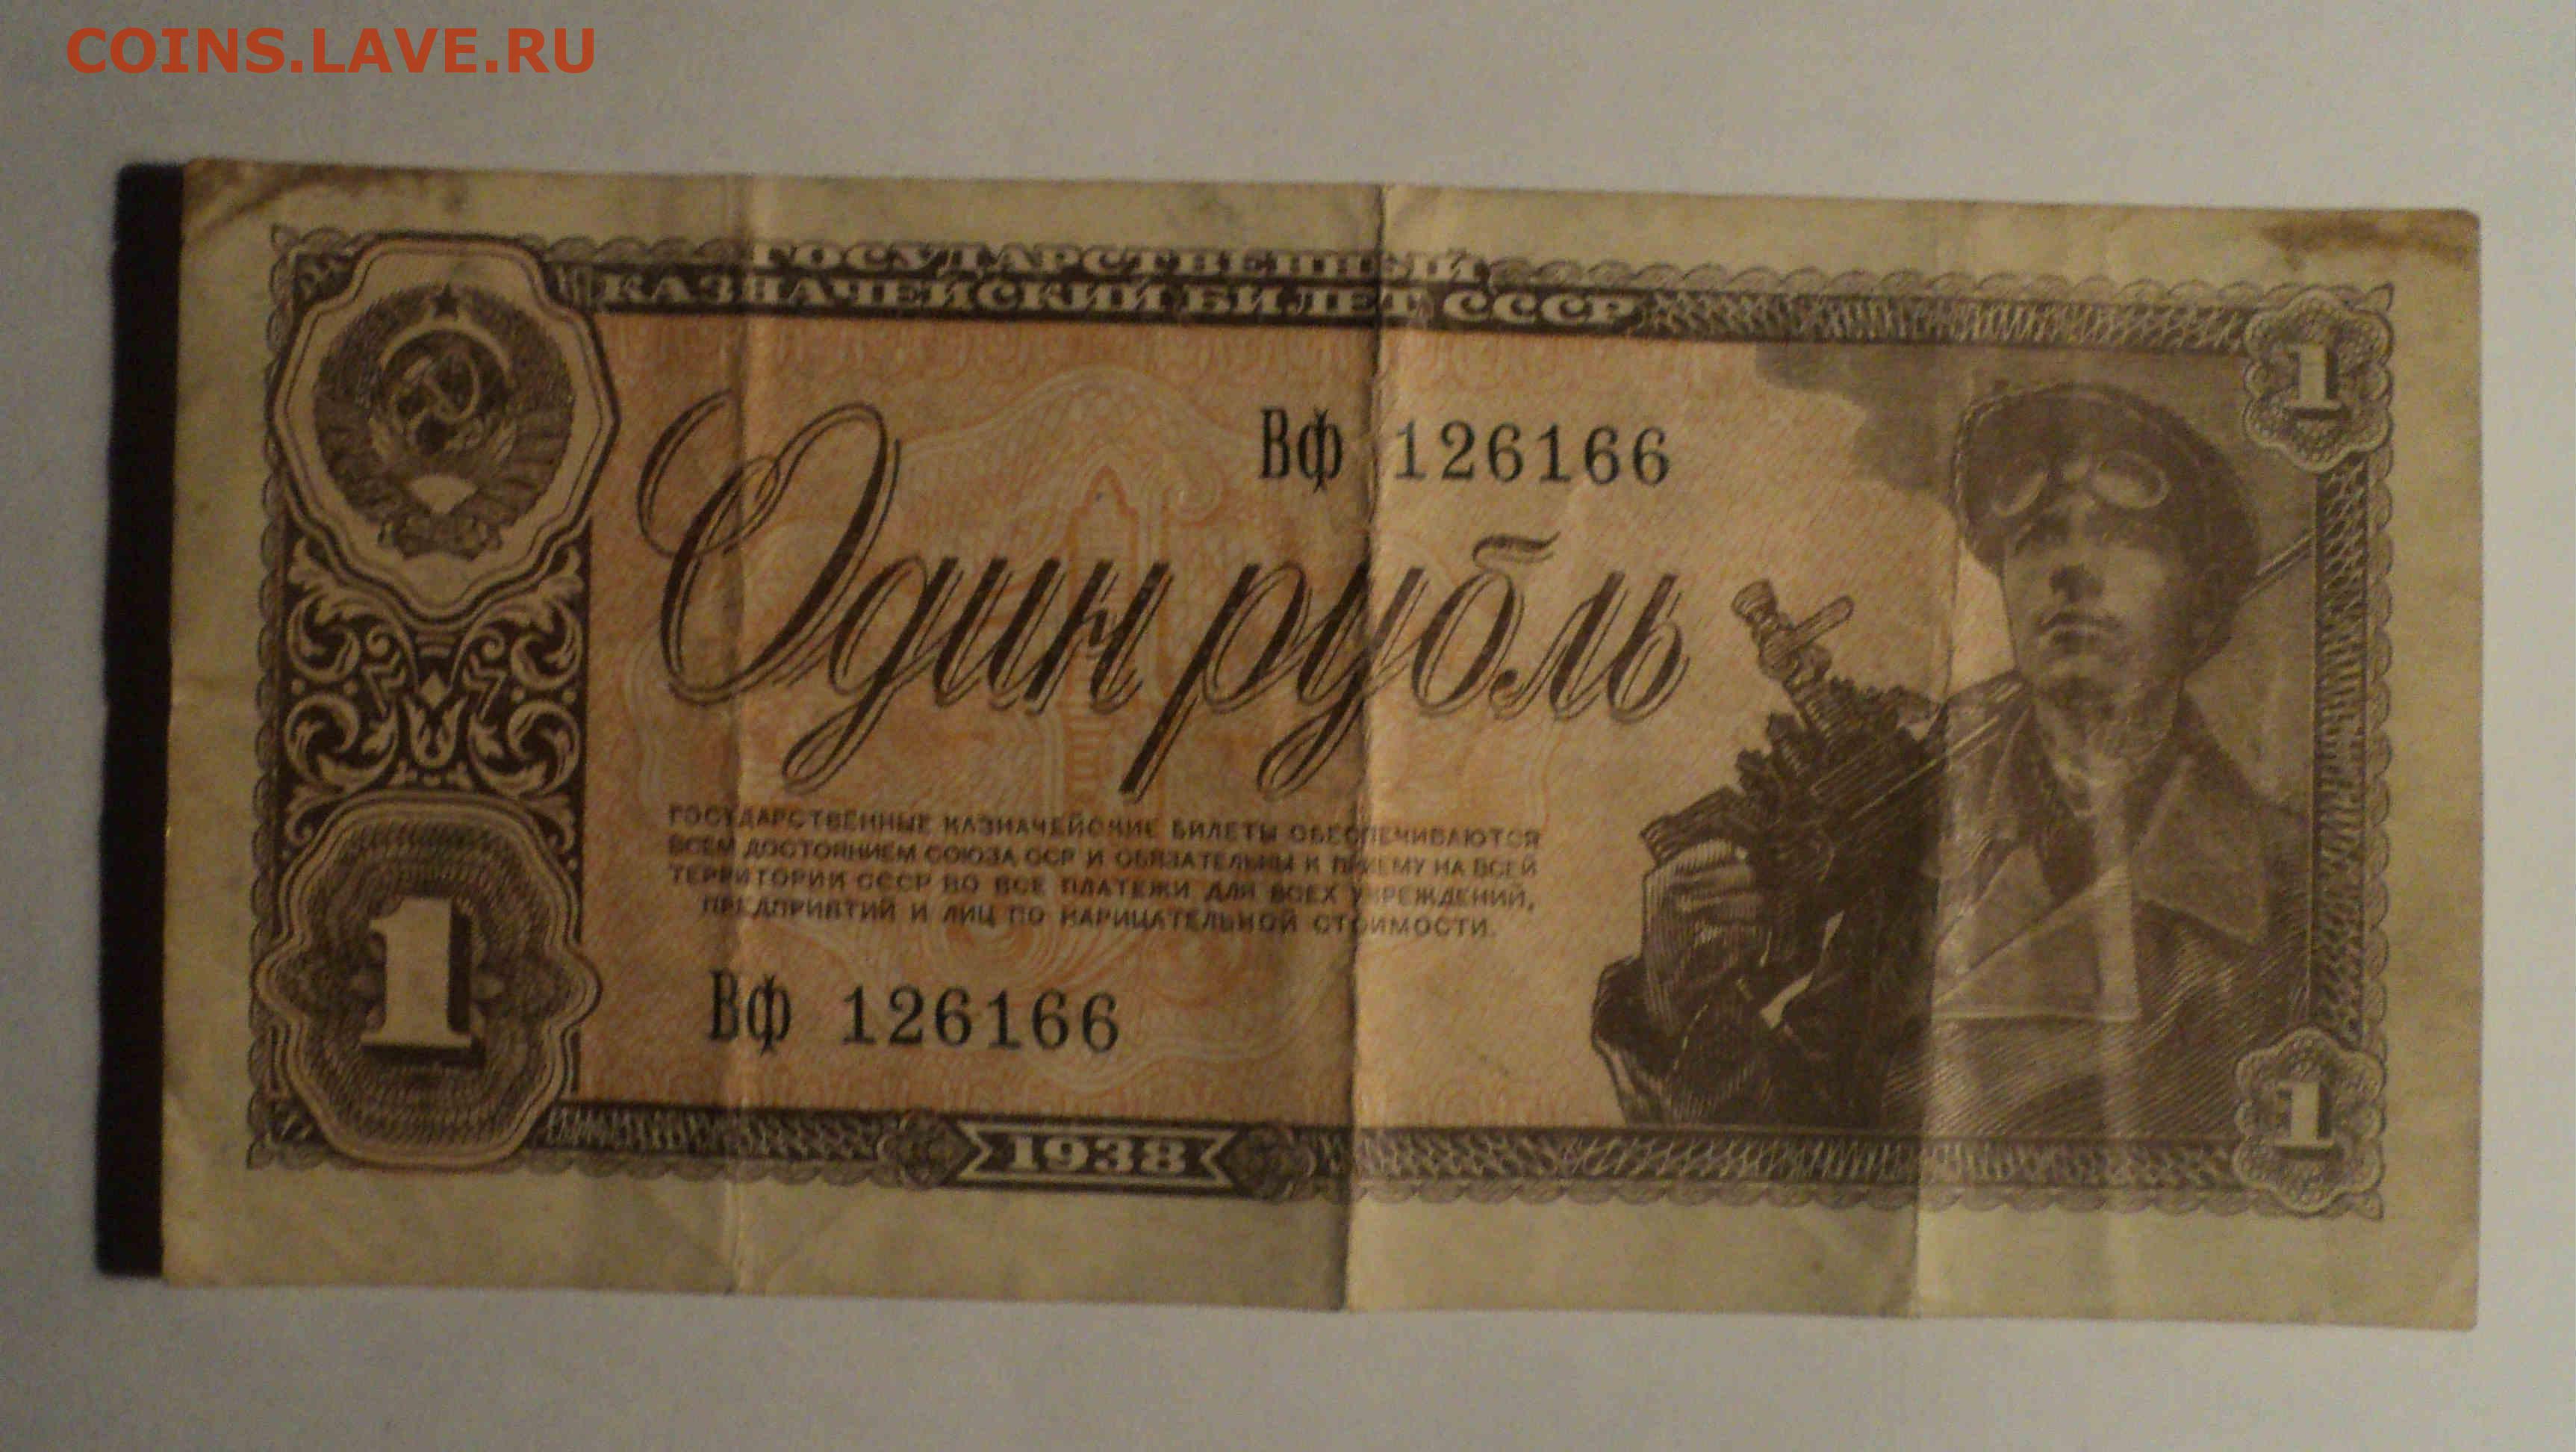 COINS.LAVE.RU
ГОСУДАРСТВЕННЫЙ
КАЗНАЧЕЙСКИЙ БИЛЕТ СССР
1
Вф 126166
Один рубль
ГОСУДАРСТВЕННЫЕ КАЗНАЧЕЙСКИЕ БИЛЕТЫ ОБЕСПЕЧИВАЮТСЯ
ВСЕМ ДОСТОЯНИЕМ СОЮЗА ССР И ОБЯЗАТЕЛЬНЫ К ПРИЕМУ НА ВСЕЙ
ТЕРРИТОРИИ СССР ВО ВСЕ ПЛАТЕЖИ ДЛЯ ВСЕХ УЧРЕЖДЕНИЙ,
ПРЕДПРИЯТИЙ И ЛИЦ ПО НАРИЦАТЕЛЬНОЙ СТОИМОСТИ.
1
Вф 126166
1
1938